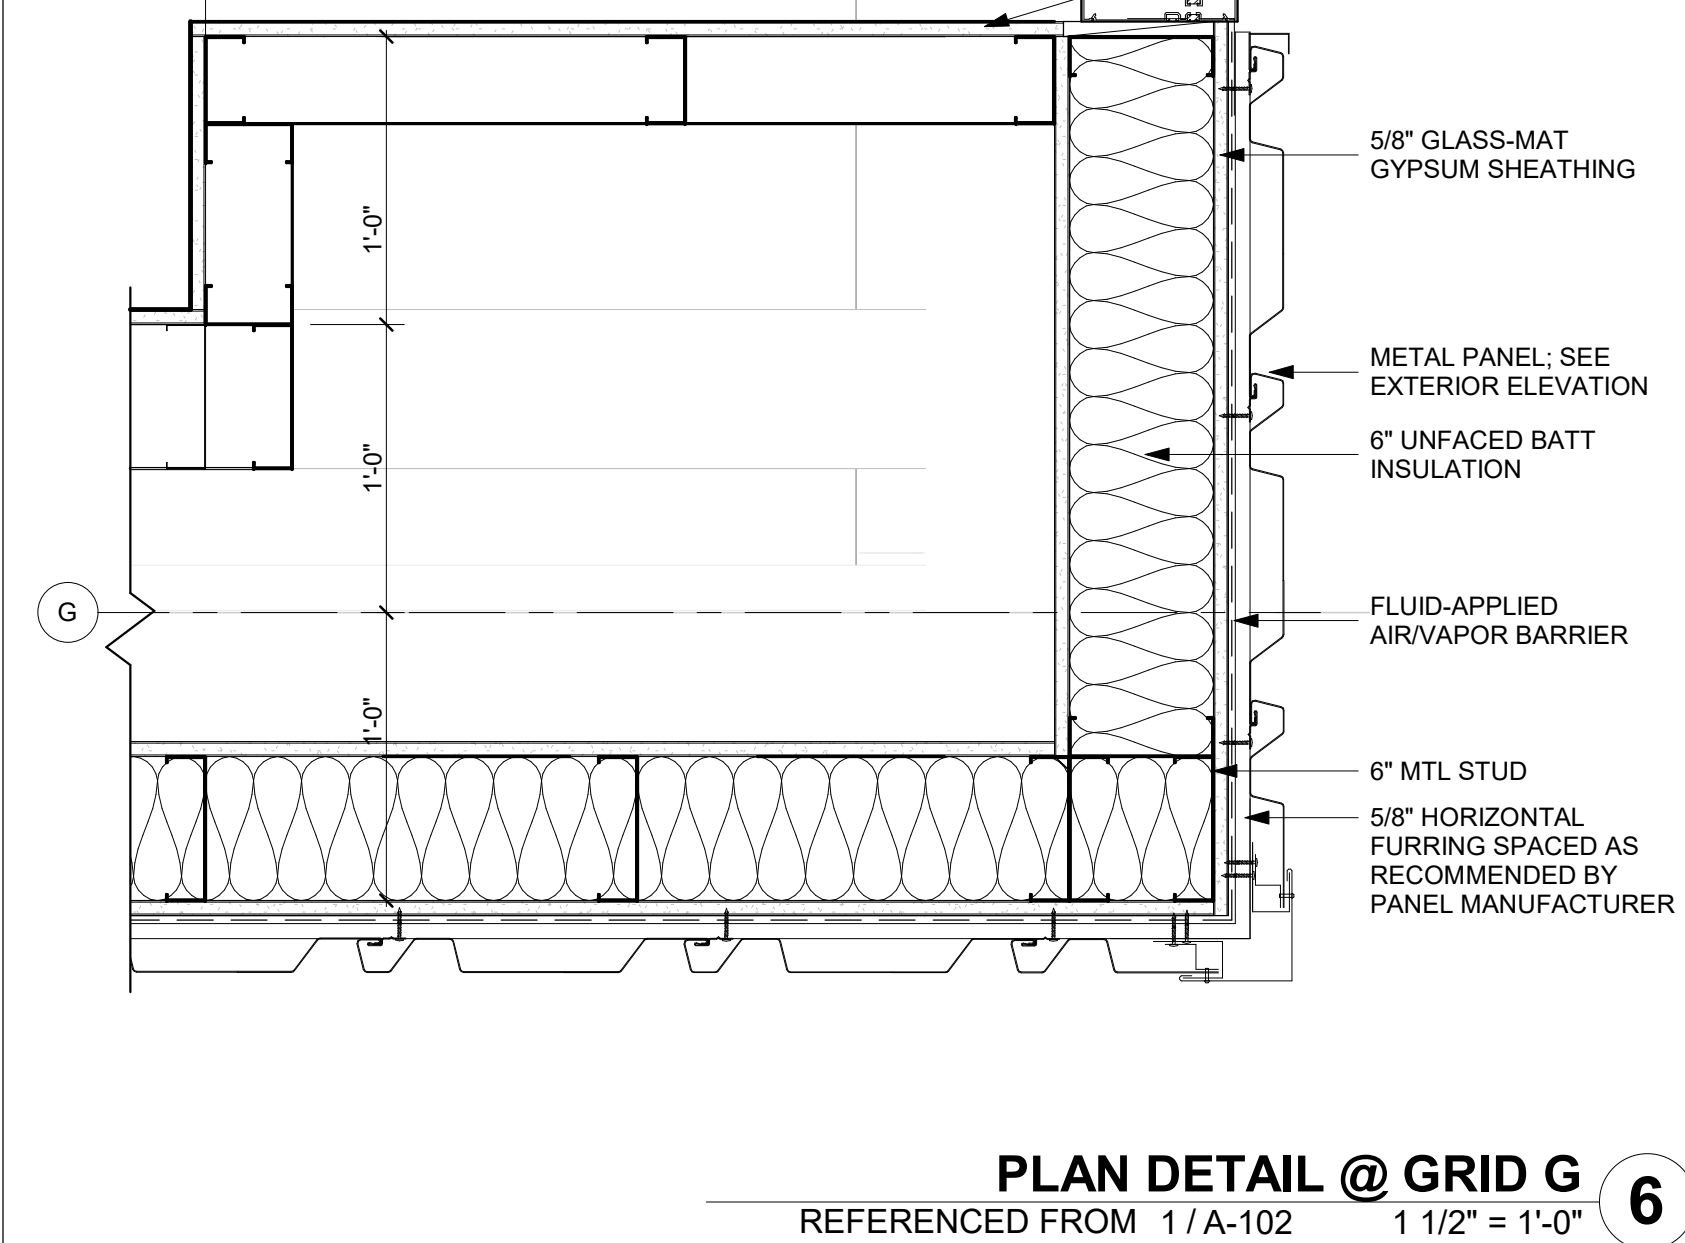 5/8" GLASS-MAT
GYPSUM SHEATHING
1'-0"
METAL PANEL; SEE
EXTERIOR ELEVATION
6" UNFACED BATT
INSULATION
1'-0"
G
FLUID-APPLIED
AIR/VAPOR BARRIER
1'-0"
6" MTL STUD
5/8" HORIZONTAL
FURRING SPACED AS
RECOMMENDED BY
PANEL MANUFACTURER
PLAN DETAIL @ GRID G
6
REFERENCED FROM 1 / A-102 1 1/2" = 1'-0"